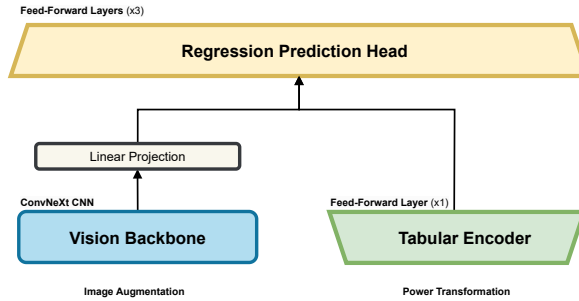 Feed-Forward Layers (x3)
Regression Prediction Head
Linear Projection
ConvNeXt CNN
Feed-Forward Layer (x1)
Vision Backbone
Tabular Encoder
Image Augmentation
Power Transformation